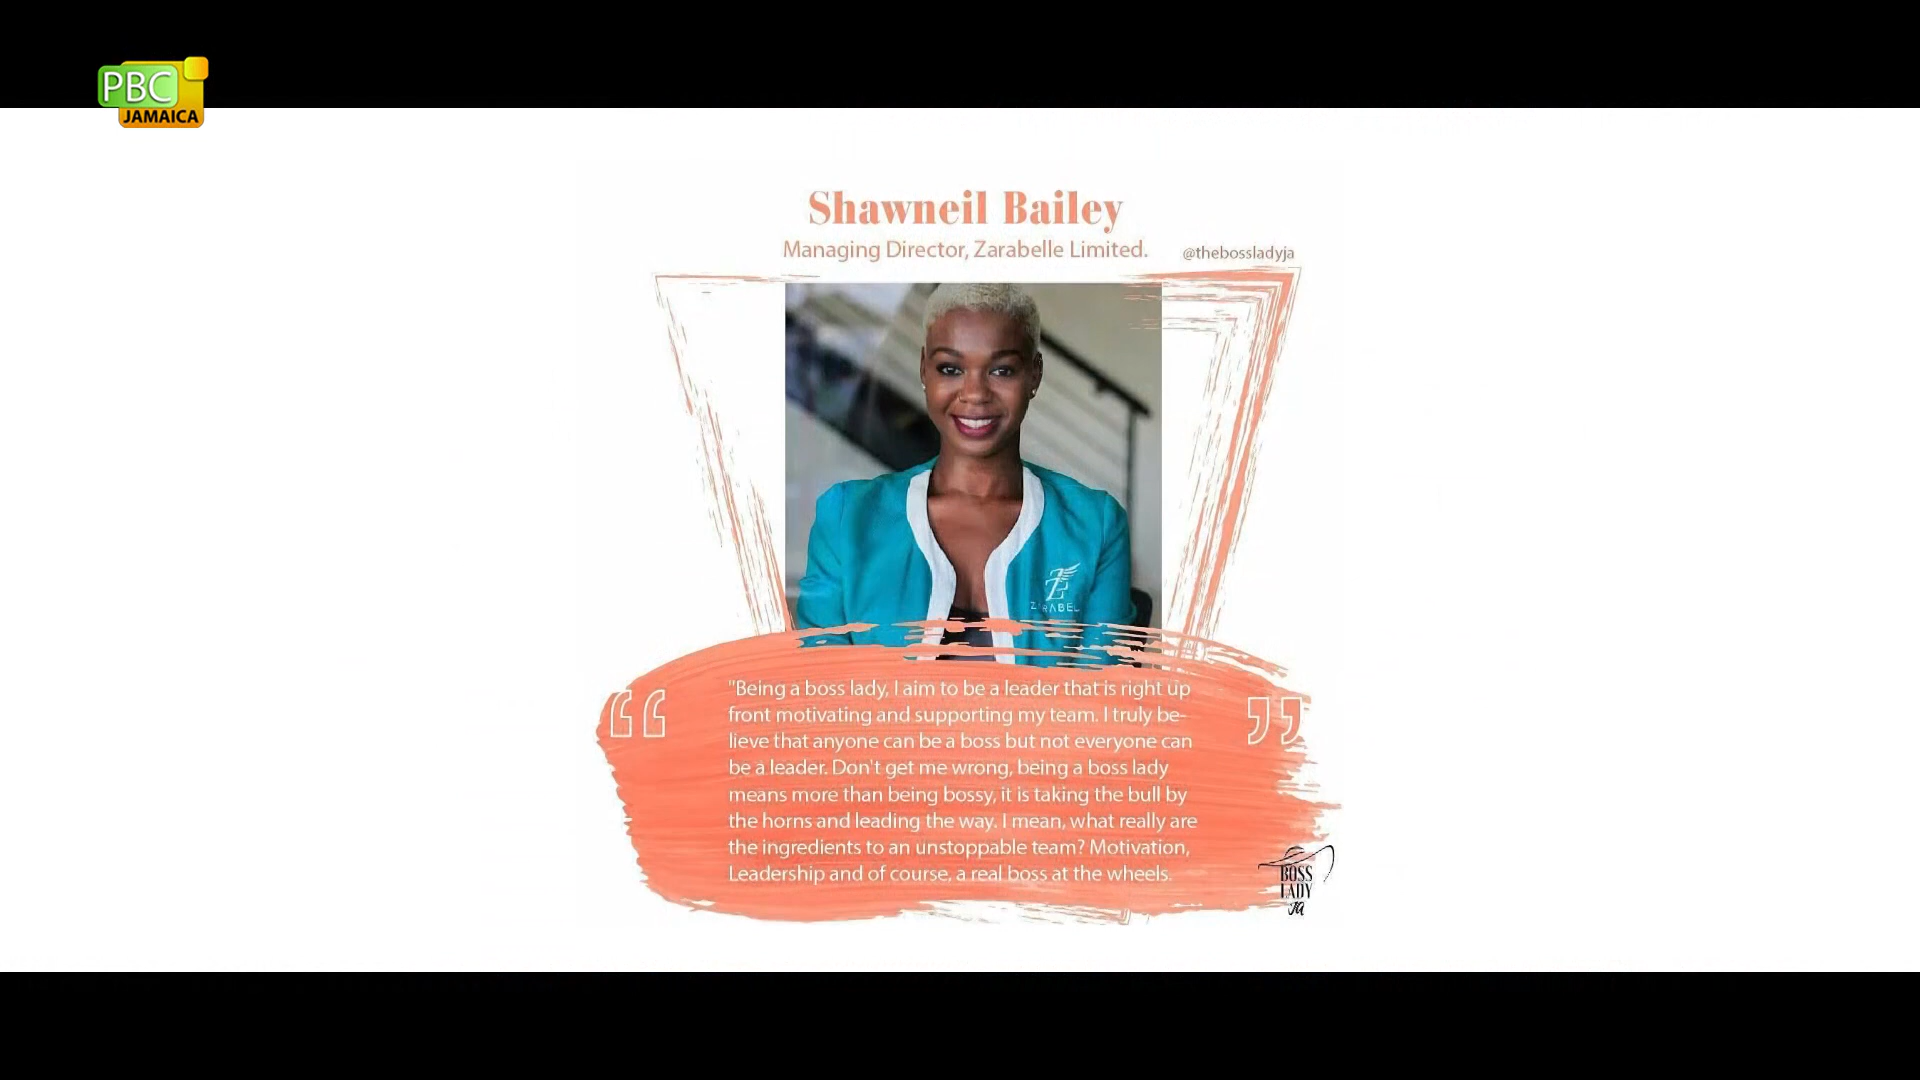 PBC
JAMAICA
Shawneil Bailey
Managing Director, Zarabelle Limited.
@thebossladyja
"Being a boss lady, I aim to be a leader that is right up
front motivating and supporting my team. I truly be-
lieve that anyone can be a boss but not everyone can
be a leader. Don't get me wrong, being a boss lady
means more than being bossy, it is taking the bull by
the horns and leading the way. I mean, what really are
the ingredients to an unstoppable team? Motivation,
Leadership and of course, a real boss at the wheels.
BOSS
LADY
JA